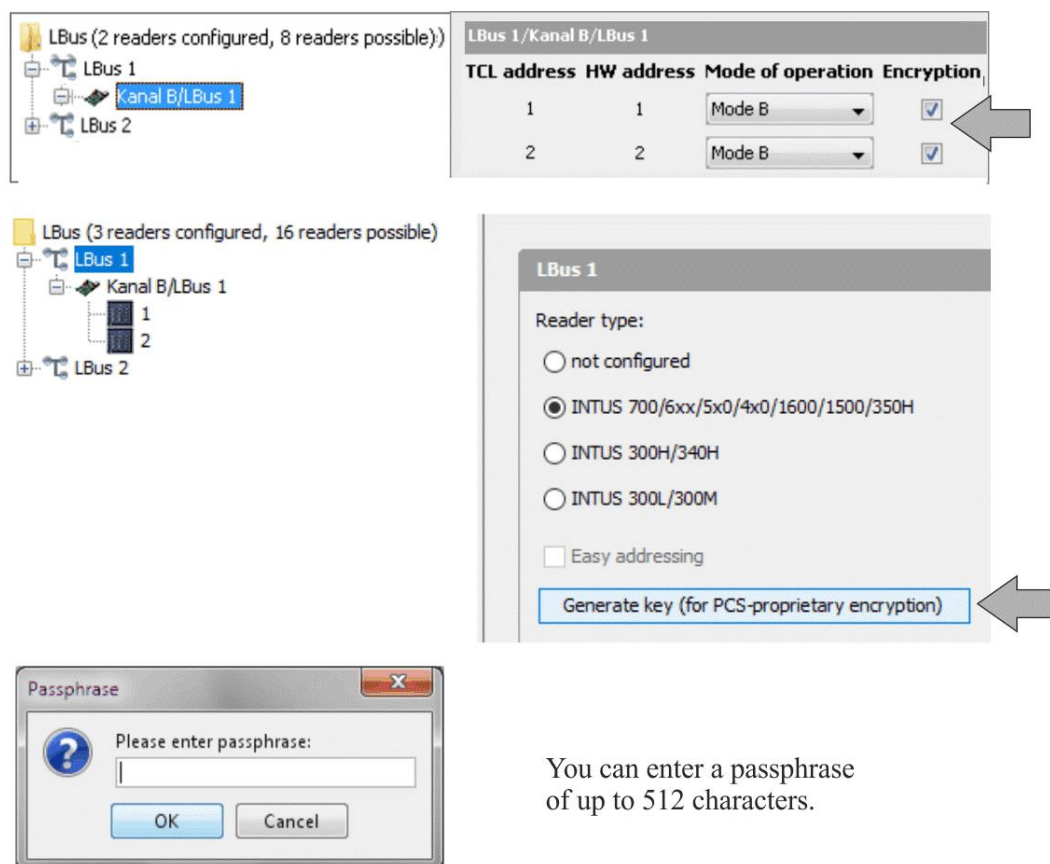 LBus (2 readers configured, 8 readers possible))
LBus 1
Kanal B/LBus 1
LBus 2
LBus 1/Kanal B/LBus 1
TCL address HW address Mode of operation Encryption
1 1 Mode B
2 2 Mode B
LBus (3 readers configured, 16 readers possible)
LBus 1
Kanal B/LBus 1
1
2
LBus 2
LBus 1
Reader type:
not configured
INTUS 700/6xx/5x0/4x0/1600/1500/350H
INTUS 300H/340H
INTUS 300L/300M
Easy addressing
Generate key (for PCS-proprietary encryption)
Passphrase
Please enter passphrase:
OK Cancel
You can enter a passphrase
of up to 512 characters.